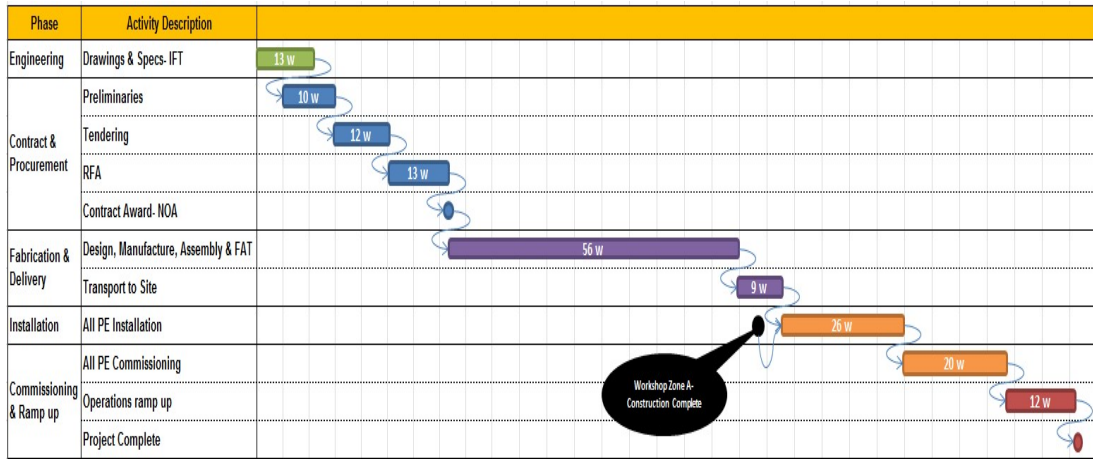 Phase Activity Description
Engineering Drawings & Specs- IFT 13 w
Preliminaries 10 w
Contract &
Procurement
Tendering 12 w
RFA 13 w
Contract Award- NOA
Fabrication &
Delivery
Design, Manufacture, Assembly & FAT 56 w
Transport to Site 9 w
Installation All PE Installation 26 w
Workshop Zone A-
Construction Complete
Commissioning
& Ramp up
All PE Commissioning 20 w
Operations ramp up 12 w
Project Complete